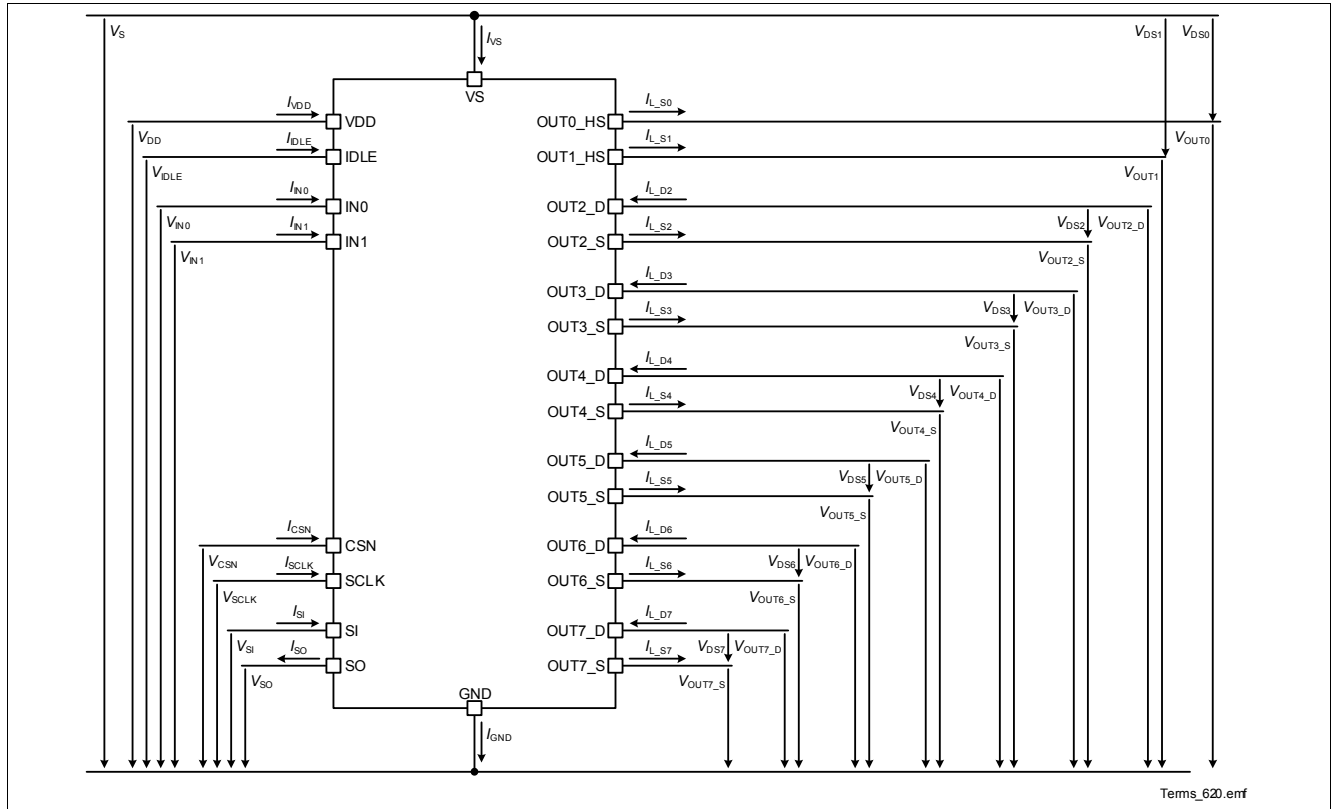 VS IVS VDS1 VDS0
VS
IVDD VDD OUT0_HS IL_S0
VDD IIDLE IDLE OUT1_HS IL_S1 VOUT0
VIDLE VOUT1
IIN0 IN0 OUT2_D IL_D2
VIN0 IIN1 IN1 OUT2_S IL_S2 VDS2 VOUT2_D
VIN1 VOUT2_S
OUT3_D IL_D3
OUT3_S IL_S3 VDS3 VOUT3_D
VOUT3_S
OUT4_D IL_D4
OUT4_S IL_S4 VDS4 VOUT4_D
VOUT4_S
OUT5_D IL_D5
OUT5_S IL_S5 VDS5 VOUT5_D
VOUT5_S
ICSN CSN OUT6_D IL_D6
VCSN ISCLK SCLK OUT6_S IL_S6 VDS6 VOUT6_D
VSCLK VOUT6_S
ISI SI OUT7_D IL_D7
VSI ISO SO OUT7_S IL_S7 VDS7 VOUT7_D
VSO VOUT7_S
GND
IGND
Terms_620.emf